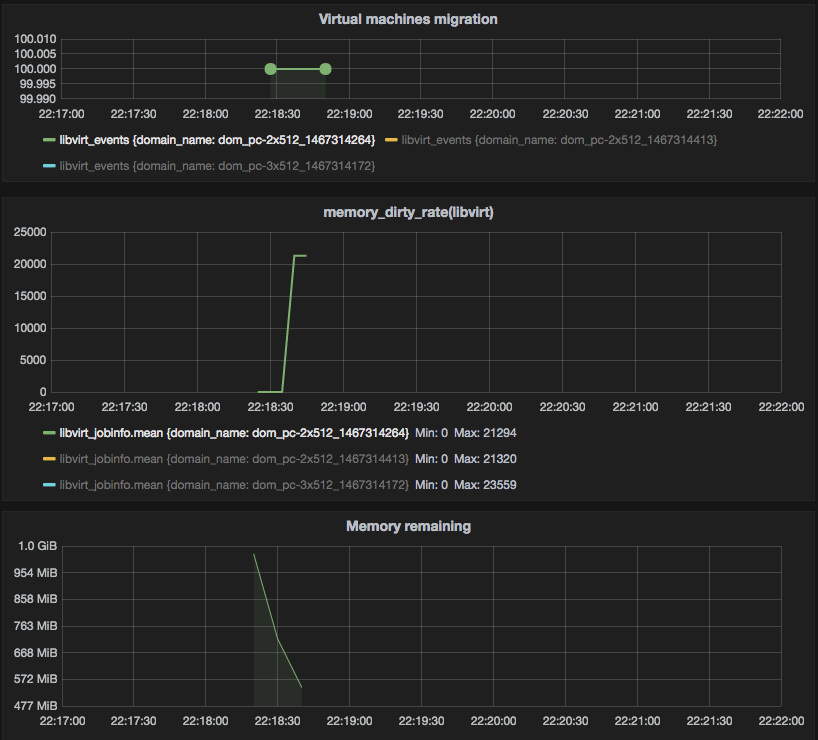 Virtual machines migration
100.010
100.005
100.000
99.995
99.990
22:17:00 22:17:30 22:18:00 22:18:30 22:19:00 22:19:30 22:20:00 22:20:30 22:21:00 22:21:30 22:22:00
libvirt_events {domain_name: dom_pc-2x512_1467314264} libvirt_events {domain_name: dom_pc-2x512_1467314413}
libvirt_events {domain_name: dom_pc-3x512_1467314172}
memory_dirty_rate(libvirt)
25000
20000
15000
10000
5000
0
22:17:00 22:17:30 22:18:00 22:18:30 22:19:00 22:19:30 22:20:00 22:20:30 22:21:00 22:21:30 22:22:00
libvirt_jobinfo.mean {domain_name: dom_pc-2x512_1467314264} Min: 0 Max: 21294
libvirt_jobinfo.mean {domain_name: dom_pc-2x512_1467314413} Min: 0 Max: 21320
libvirt_jobinfo.mean {domain_name: dom_pc-3x512_1467314172} Min: 0 Max: 23559
Memory remaining
1.0 GiB
954 MiB
858 MiB
763 MiB
668 MiB
572 MiB
477 MiB
22:17:00 22:17:30 22:18:00 22:18:30 22:19:00 22:19:30 22:20:00 22:20:30 22:21:00 22:21:30 22:22:00